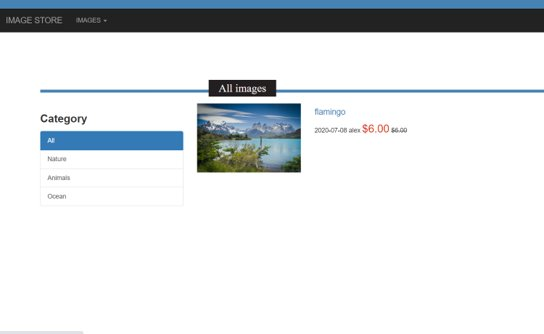 IMAGE STORE IMAGES
All images
Category
All
Nature
Animals
Ocean
flamingo
2020-07-08 alex $6.00 $6.00